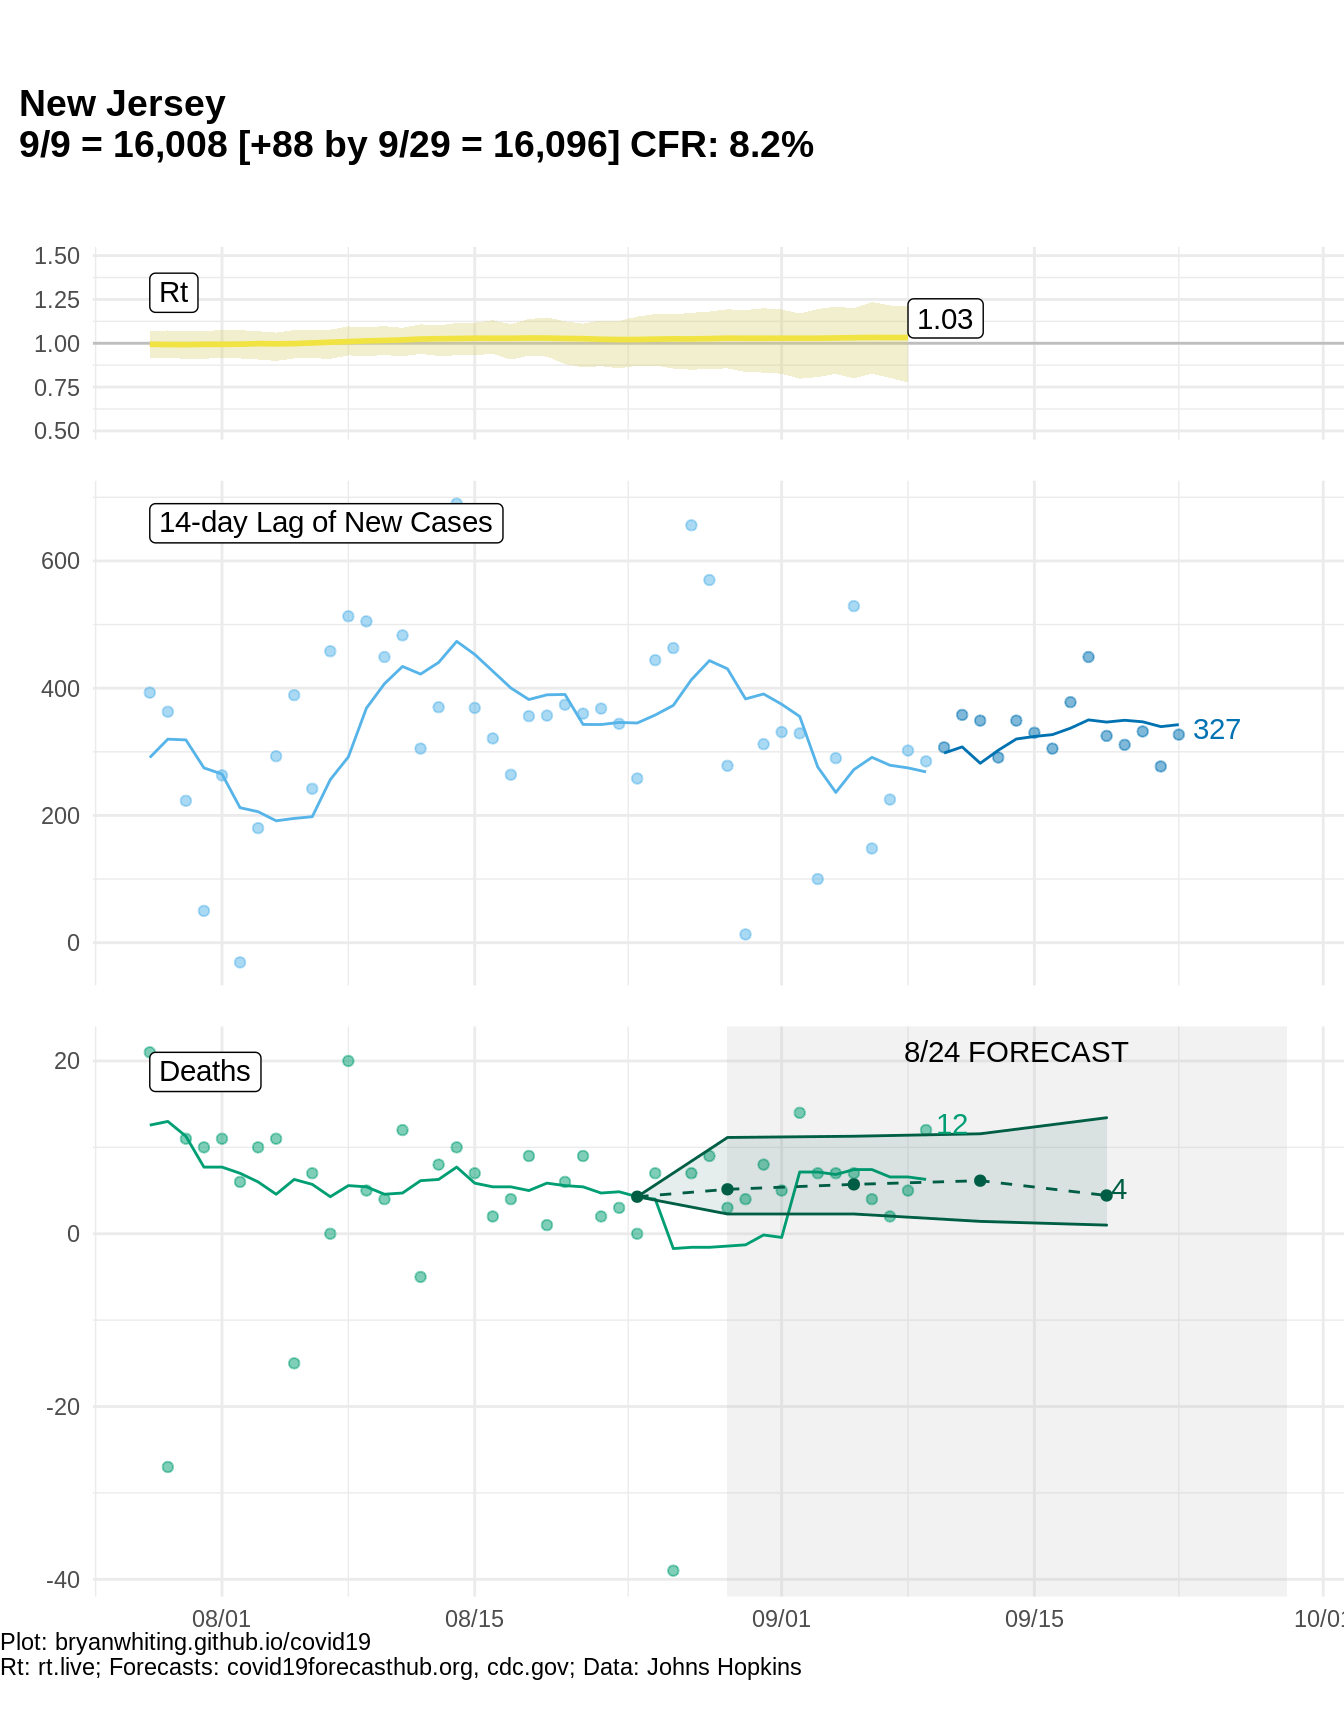 New Jersey
9/9 = 16,008 [+88 by 9/29 = 16,096] CFR: 8.2%
1.50
Rt
1.25
1.03
1.00
0.75
0.50
14-day Lag of New Cases
600
400
327
200
0
8/24 FORECAST
20
Deaths
12
4
0
-20
-40
08/01
08/15
09/01
09/15
10/01
Plot: bryanwhiting.github.io/covid19
Rt: rt.live; Forecasts: covid19forecasthub.org, cdc.gov; Data: Johns Hopkins